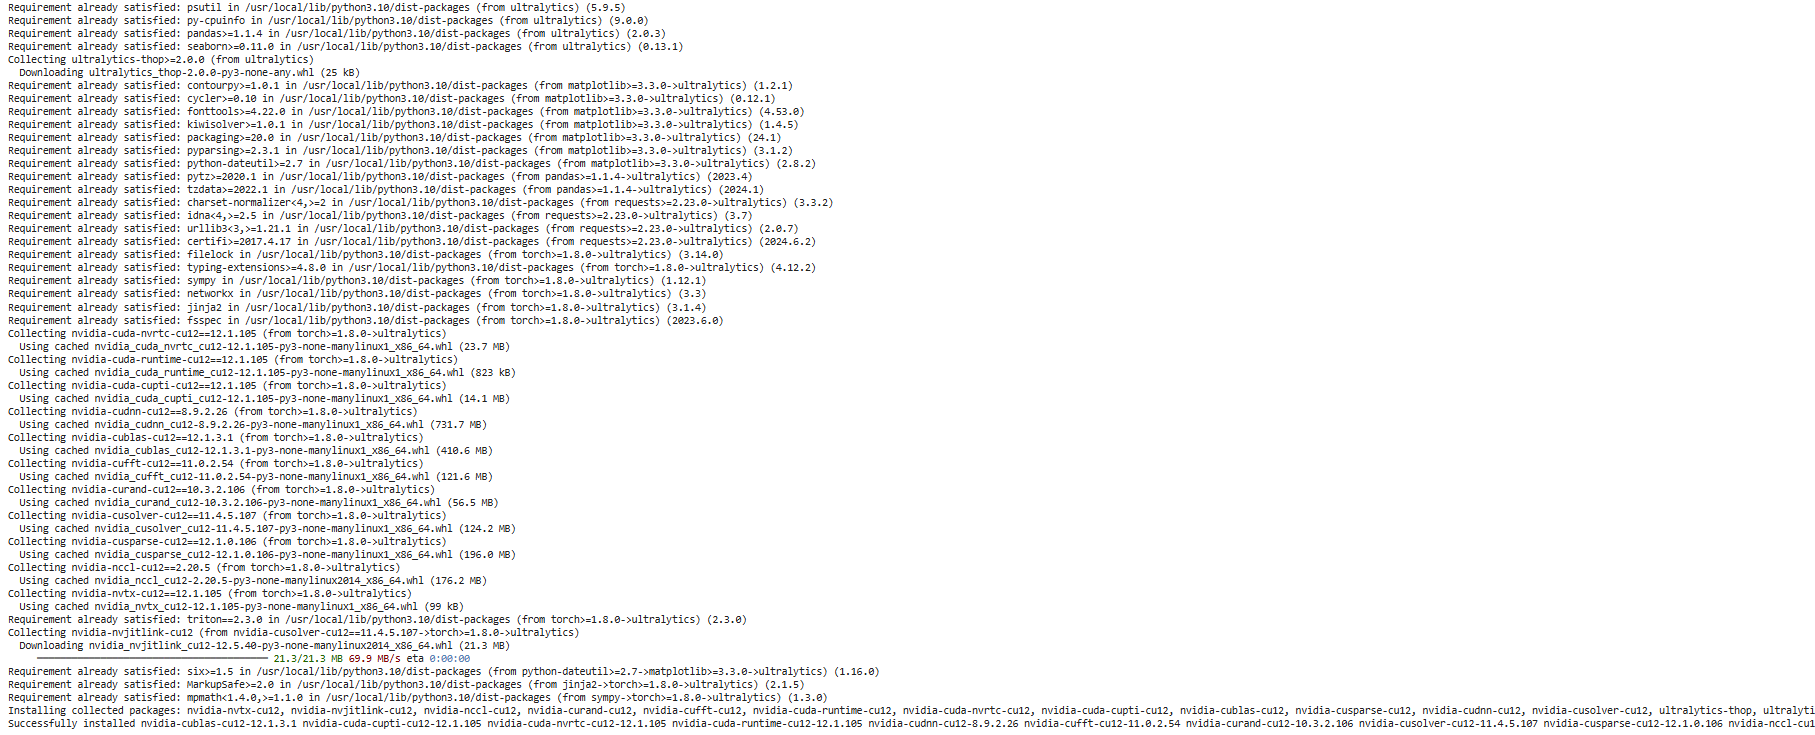 Requirement already satisfied: psutil in /usr/local/lib/python3.10/dist-packages (from ultralytics) (5.9.5)
Requirement already satisfied: py-cpuinfo in /usr/local/lib/python3.10/dist-packages (from ultralytics) (9.0.0)
Requirement already satisfied: pandas>=1.1.4 in /usr/local/lib/python3.10/dist-packages (from ultralytics) (2.0.3)
Requirement already satisfied: seaborn>=0.11.0 in /usr/local/lib/python3.10/dist-packages (from ultralytics) (0.13.1)
Collecting ultralytics-thop>=2.0.0 (from ultralytics)
  Downloading ultralytics_thop-2.0.0-py3-none-any.whl (25 kB)
Requirement already satisfied: contourpy>=1.0.1 in /usr/local/lib/python3.10/dist-packages (from matplotlib>=3.3.0->ultralytics) (1.2.1)
Requirement already satisfied: cycler>=0.10 in /usr/local/lib/python3.10/dist-packages (from matplotlib>=3.3.0->ultralytics) (0.12.1)
Requirement already satisfied: fonttools>=4.22.0 in /usr/local/lib/python3.10/dist-packages (from matplotlib>=3.3.0->ultralytics) (4.53.0)
Requirement already satisfied: kiwisolver>=1.0.1 in /usr/local/lib/python3.10/dist-packages (from matplotlib>=3.3.0->ultralytics) (1.4.5)
Requirement already satisfied: packaging>=20.0 in /usr/local/lib/python3.10/dist-packages (from matplotlib>=3.3.0->ultralytics) (24.1)
Requirement already satisfied: pyparsing>=2.3.1 in /usr/local/lib/python3.10/dist-packages (from matplotlib>=3.3.0->ultralytics) (3.1.2)
Requirement already satisfied: python-dateutil>=2.7 in /usr/local/lib/python3.10/dist-packages (from matplotlib>=3.3.0->ultralytics) (2.8.2)
Requirement already satisfied: pytz>=2020.1 in /usr/local/lib/python3.10/dist-packages (from pandas>=1.1.4->ultralytics) (2023.4)
Requirement already satisfied: tzdata>=2022.1 in /usr/local/lib/python3.10/dist-packages (from pandas>=1.1.4->ultralytics) (2024.1)
Requirement already satisfied: charset-normalizer<4,>=2 in /usr/local/lib/python3.10/dist-packages (from requests>=2.23.0->ultralytics) (3.3.2)
Requirement already satisfied: idna<4,>=2.5 in /usr/local/lib/python3.10/dist-packages (from requests>=2.23.0->ultralytics) (3.7)
Requirement already satisfied: urllib3<3,>=1.21.1 in /usr/local/lib/python3.10/dist-packages (from requests>=2.23.0->ultralytics) (2.0.7)
Requirement already satisfied: certifi>=2017.4.17 in /usr/local/lib/python3.10/dist-packages (from requests>=2.23.0->ultralytics) (2024.6.2)
Requirement already satisfied: filelock in /usr/local/lib/python3.10/dist-packages (from torch>=1.8.0->ultralytics) (3.14.0)
Requirement already satisfied: typing-extensions>=4.8.0 in /usr/local/lib/python3.10/dist-packages (from torch>=1.8.0->ultralytics) (4.12.2)
Requirement already satisfied: sympy in /usr/local/lib/python3.10/dist-packages (from torch>=1.8.0->ultralytics) (1.12.1)
Requirement already satisfied: networkx in /usr/local/lib/python3.10/dist-packages (from torch>=1.8.0->ultralytics) (3.3)
Requirement already satisfied: jinja2 in /usr/local/lib/python3.10/dist-packages (from torch>=1.8.0->ultralytics) (3.1.4)
Requirement already satisfied: fsspec in /usr/local/lib/python3.10/dist-packages (from torch>=1.8.0->ultralytics) (2023.6.0)
Collecting nvidia-cuda-nvrtc-cu12==12.1.105 (from torch>=1.8.0->ultralytics)
  Using cached nvidia_cuda_nvrtc_cu12-12.1.105-py3-none-manylinux1_x86_64.whl (23.7 MB)
Collecting nvidia-cuda-runtime-cu12==12.1.105 (from torch>=1.8.0->ultralytics)
  Using cached nvidia_cuda_runtime_cu12-12.1.105-py3-none-manylinux1_x86_64.whl (823 kB)
Collecting nvidia-cuda-cupti-cu12==12.1.105 (from torch>=1.8.0->ultralytics)
  Using cached nvidia_cuda_cupti_cu12-12.1.105-py3-none-manylinux1_x86_64.whl (14.1 MB)
Collecting nvidia-cudnn-cu12==8.9.2.26 (from torch>=1.8.0->ultralytics)
  Using cached nvidia_cudnn_cu12-8.9.2.26-py3-none-manylinux1_x86_64.whl (731.7 MB)
Collecting nvidia-cublas-cu12==12.1.3.1 (from torch>=1.8.0->ultralytics)
  Using cached nvidia_cublas_cu12-12.1.3.1-py3-none-manylinux1_x86_64.whl (410.6 MB)
Collecting nvidia-cufft-cu12==11.0.2.54 (from torch>=1.8.0->ultralytics)
  Using cached nvidia_cufft_cu12-11.0.2.54-py3-none-manylinux1_x86_64.whl (121.6 MB)
Collecting nvidia-curand-cu12==10.3.2.106 (from torch>=1.8.0->ultralytics)
  Using cached nvidia_curand_cu12-10.3.2.106-py3-none-manylinux1_x86_64.whl (56.5 MB)
Collecting nvidia-cusolver-cu12==11.4.5.107 (from torch>=1.8.0->ultralytics)
  Using cached nvidia_cusolver_cu12-11.4.5.107-py3-none-manylinux1_x86_64.whl (124.2 MB)
Collecting nvidia-cusparse-cu12==12.1.0.106 (from torch>=1.8.0->ultralytics)
  Using cached nvidia_cusparse_cu12-12.1.0.106-py3-none-manylinux1_x86_64.whl (196.0 MB)
Collecting nvidia-nccl-cu12==2.20.5 (from torch>=1.8.0->ultralytics)
  Using cached nvidia_nccl_cu12-2.20.5-py3-none-manylinux2014_x86_64.whl (176.2 MB)
Collecting nvidia-nvtx-cu12==12.1.105 (from torch>=1.8.0->ultralytics)
  Using cached nvidia_nvtx_cu12-12.1.105-py3-none-manylinux1_x86_64.whl (99 kB)
Requirement already satisfied: triton==2.3.0 in /usr/local/lib/python3.10/dist-packages (from torch>=1.8.0->ultralytics) (2.3.0)
Collecting nvidia-nvjitlink-cu12 (from nvidia-cusolver-cu12==11.4.5.107->torch>=1.8.0->ultralytics)
  Downloading nvidia_nvjitlink_cu12-12.5.40-py3-none-manylinux2014_x86_64.whl (21.3 MB)
21.3/21.3 MB 69.9 MB/s eta 0:00:00
Requirement already satisfied: six>=1.5 in /usr/local/lib/python3.10/dist-packages (from python-dateutil>=2.7->matplotlib>=3.3.0->ultralytics) (1.16.0)
Requirement already satisfied: MarkupSafe>=2.0 in /usr/local/lib/python3.10/dist-packages (from jinja2->torch>=1.8.0->ultralytics) (2.1.5)
Requirement already satisfied: mpmath<1.4.0,>=1.1.0 in /usr/local/lib/python3.10/dist-packages (from sympy->torch>=1.8.0->ultralytics) (1.3.0)
Installing collected packages: nvidia-nvtx-cu12, nvidia-nvjitlink-cu12, nvidia-nccl-cu12, nvidia-curand-cu12, nvidia-cufft-cu12, nvidia-cuda-runtime-cu12, nvidia-cuda-nvrtc-cu12, nvidia-cuda-cupti-cu12, nvidia-cublas-cu12, nvidia-cusparse-cu12, nvidia-cudnn-cu12, nvidia-cusolver-cu12, ultralytics-thop, ultralyti
Successfully installed nvidia-cublas-cu12-12.1.3.1 nvidia-cuda-cupti-cu12-12.1.105 nvidia-cuda-nvrtc-cu12-12.1.105 nvidia-cuda-runtime-cu12-12.1.105 nvidia-cudnn-cu12-8.9.2.26 nvidia-cufft-cu12-11.0.2.54 nvidia-curand-cu12-10.3.2.106 nvidia-cusolver-cu12-11.4.5.107 nvidia-cusparse-cu12-12.1.0.106 nvidia-nccl-cu1